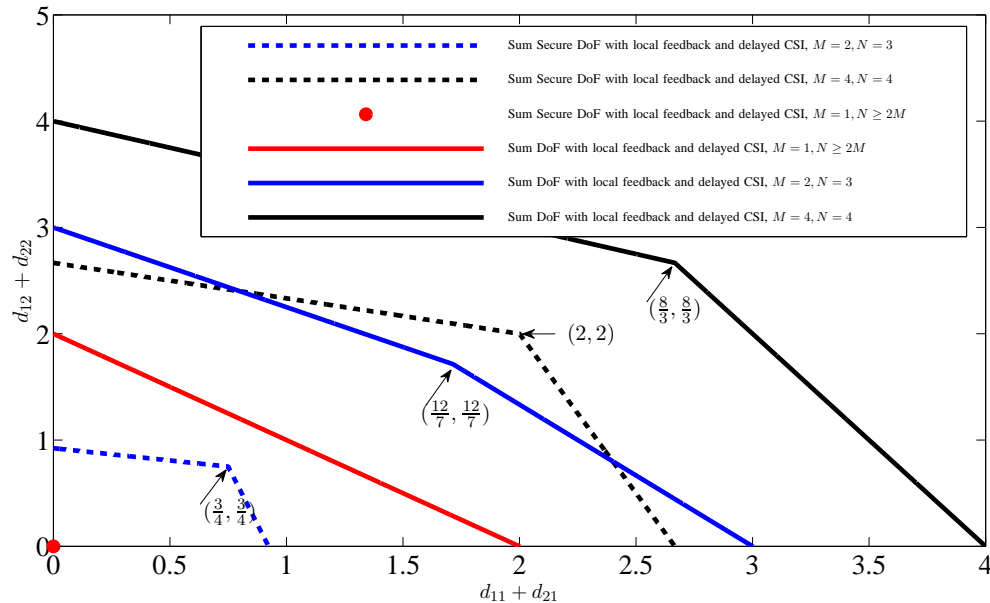 5
4
3
2
1
0
d₁₂ + d₂₂
Sum Secure DoF with local feedback and delayed CSI, M = 2, N = 3
Sum Secure DoF with local feedback and delayed CSI, M = 4, N = 4
Sum Secure DoF with local feedback and delayed CSI, M = 1, N ≥ 2M
Sum DoF with local feedback and delayed CSI, M = 1, N ≥ 2M
Sum DoF with local feedback and delayed CSI, M = 2, N = 3
Sum DoF with local feedback and delayed CSI, M = 4, N = 4
(8/3, 8/3)
(2, 2)
(12/7, 12/7)
(3/4, 3/4)
0 0.5 1 1.5 2 2.5 3 3.5 4
d₁₁ + d₂₁